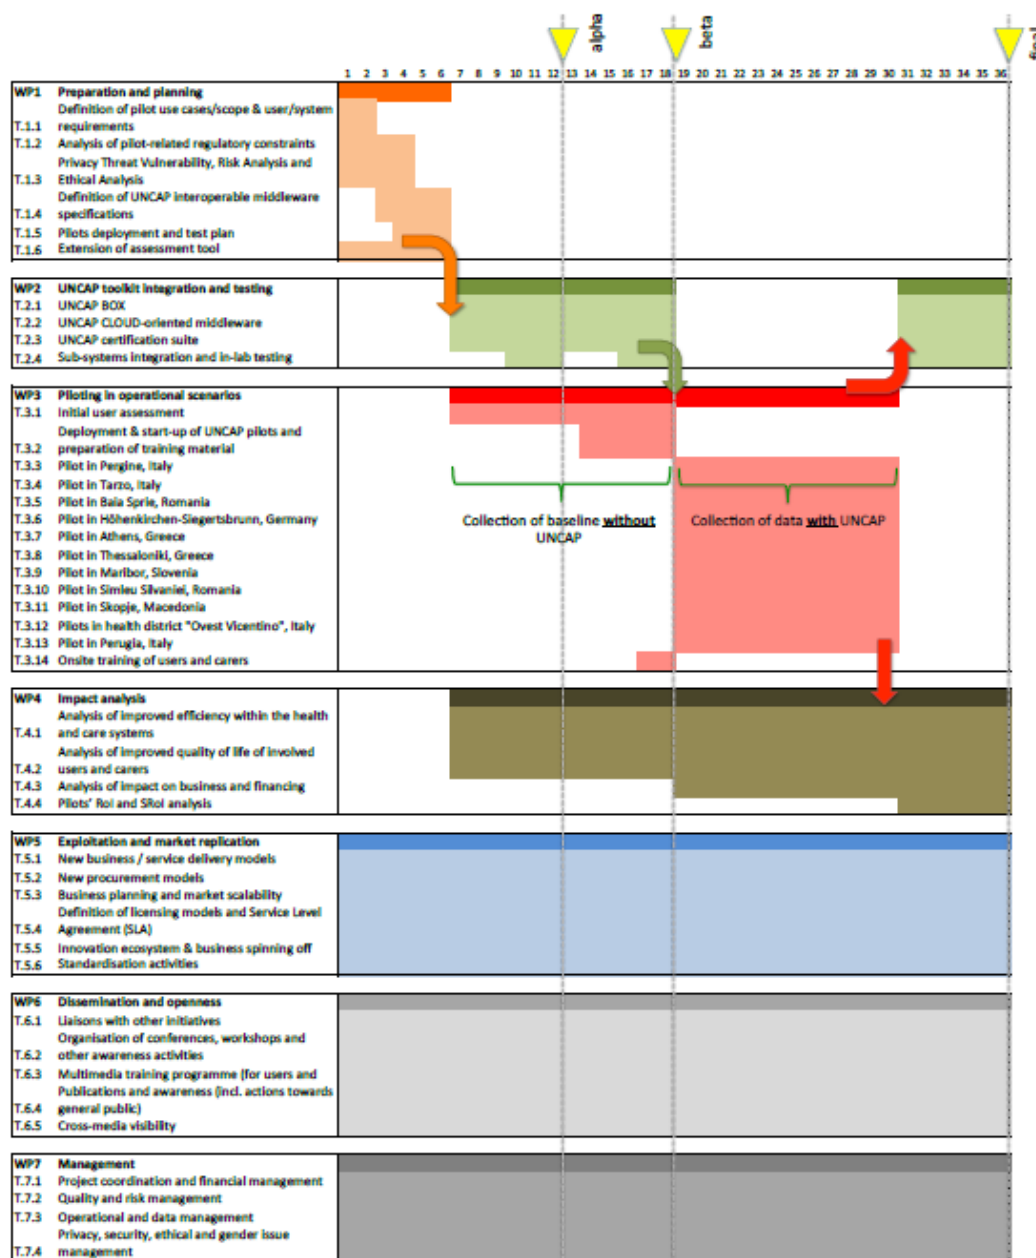 alpha
beta
final
1 2 3 4 5 6 7 8 9 10 11 12 13 14 15 16 17 18 19 20 21 22 23 24 25 26 27 28 29 30 31 32 33 34 35 36
WP1 Preparation and planning
Definition of pilot use cases/scope & user/system
T.1.1 requirements
T.1.2 Analysis of pilot-related regulatory constraints
Privacy Threat Vulnerability, Risk Analysis and
T.1.3 Ethical Analysis
Definition of UNCAP interoperable middleware
T.1.4 specifications
T.1.5 Pilots deployment and test plan
T.1.6 Extension of assessment tool
WP2 UNCAP toolkit integration and testing
T.2.1 UNCAP BOX
T.2.2 UNCAP CLOUD-oriented middleware
T.2.3 UNCAP certification suite
T.2.4 Sub-systems integration and in-lab testing
WP3 Piloting in operational scenarios
T.3.1 Initial user assessment
Deployment & start-up of UNCAP pilots and
T.3.2 preparation of training material
T.3.3 Pilot in Pergine, Italy
T.3.4 Pilot in Tarzo, Italy
T.3.5 Pilot in Baia Sprie, Romania
T.3.6 Pilot in Höhenkirchen-Siegertsbrunn, Germany
Collection of baseline without
UNCAP
Collection of data with UNCAP
T.3.7 Pilot in Athens, Greece
T.3.8 Pilot in Thessaloniki, Greece
T.3.9 Pilot in Maribor, Slovenia
T.3.10 Pilot in Simleu Silvaniei, Romania
T.3.11 Pilot in Skopje, Macedonia
T.3.12 Pilots in health district "Ovest Vicentino", Italy
T.3.13 Pilot in Perugia, Italy
T.3.14 Onsite training of users and carers
WP4 Impact analysis
Analysis of improved efficiency within the health
T.4.1 and care systems
Analysis of improved quality of life of involved
T.4.2 users and carers
T.4.3 Analysis of impact on business and financing
T.4.4 Pilots' RoI and SRoI analysis
WP5 Exploitation and market replication
T.5.1 New business / service delivery models
T.5.2 New procurement models
T.5.3 Business planning and market scalability
Definition of licensing models and Service Level
T.5.4 Agreement (SLA)
T.5.5 Innovation ecosystem & business spinning off
T.5.6 Standardisation activities
WP6 Dissemination and openness
T.6.1 Liaisons with other initiatives
Organisation of conferences, workshops and
T.6.2 other awareness activities
T.6.3 Multimedia training programme (for users and
Publications and awareness (incl. actions towards
T.6.4 general public)
T.6.5 Cross-media visibility
WP7 Management
T.7.1 Project coordination and financial management
T.7.2 Quality and risk management
T.7.3 Operational and data management
Privacy, security, ethical and gender issue
T.7.4 management